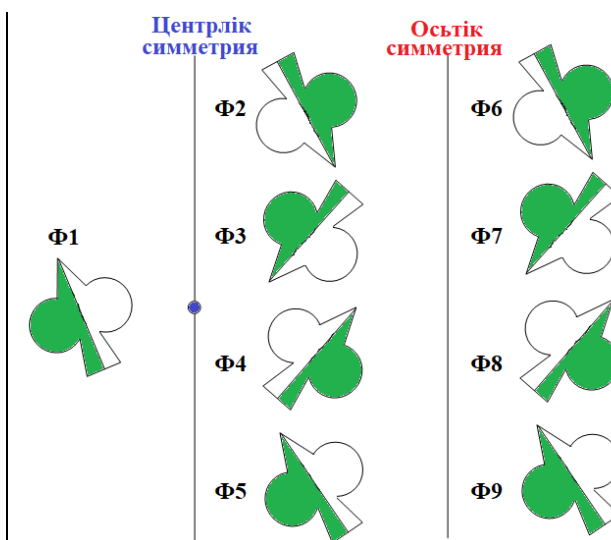 Центрлік
симметрия
Осьтік
симметрия
Ф2
Ф6
Ф3
Ф7
Ф1
Ф4
Ф8
Ф5
Ф9